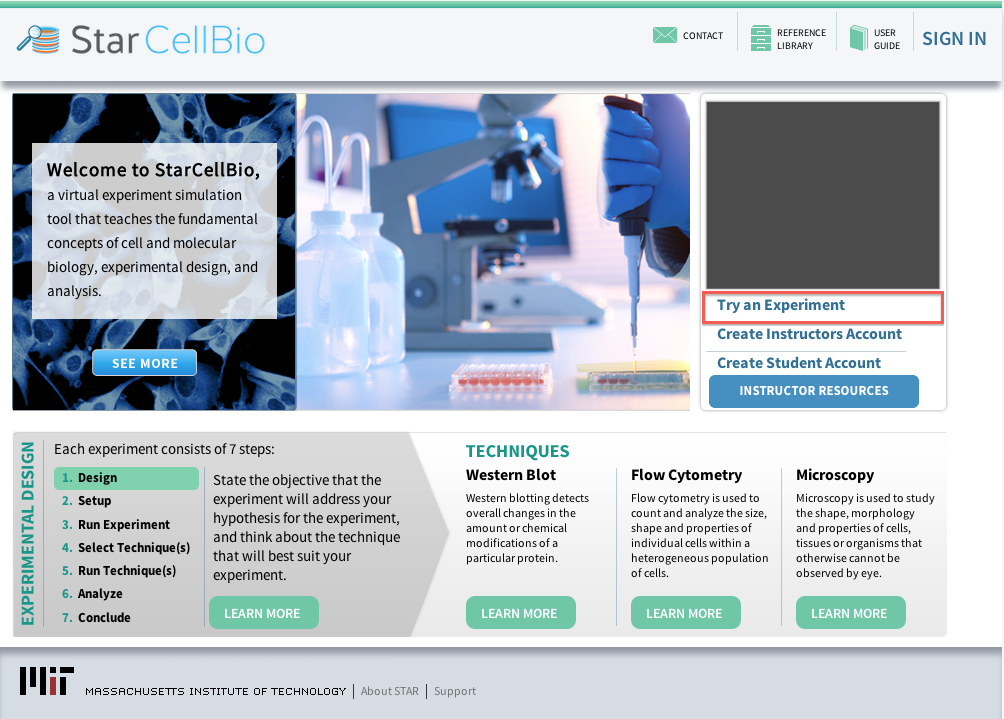 Star CellBio
CONTACT
REFERENCE
LIBRARY
USER
GUIDE
SIGN IN
Welcome to StarCellBio,
a virtual experiment simulation
tool that teaches the fundamental
concepts of cell and molecular
biology, experimental design, and
analysis.
SEE MORE
Try an Experiment
Create Instructors Account
Create Student Account
INSTRUCTOR RESOURCES
EXPERIMENTAL DESIGN
Each experiment consists of 7 steps:
1. Design
2. Setup
3. Run Experiment
4. Select Technique(s)
5. Run Technique(s)
6. Analyze
7. Conclude
State the objective that the
experiment will address your
hypothesis for the experiment,
and think about the technique
that will best suit your
experiment.
LEARN MORE
TECHNIQUES
Western Blot
Western blotting detects
overall changes in the
amount or chemical
modifications of a
particular protein.
LEARN MORE
Flow Cytometry
Flow cytometry is used to
count and analyze the size,
shape and properties of
individual cells within a
heterogeneous population
of cells.
LEARN MORE
Microscopy
Microscopy is used to study
the shape, morphology
and properties of cells,
tissues or organisms that
otherwise cannot be
observed by eye.
LEARN MORE
MIT
MASSACHUSETTS INSTITUTE OF TECHNOLOGY | About STAR | Support